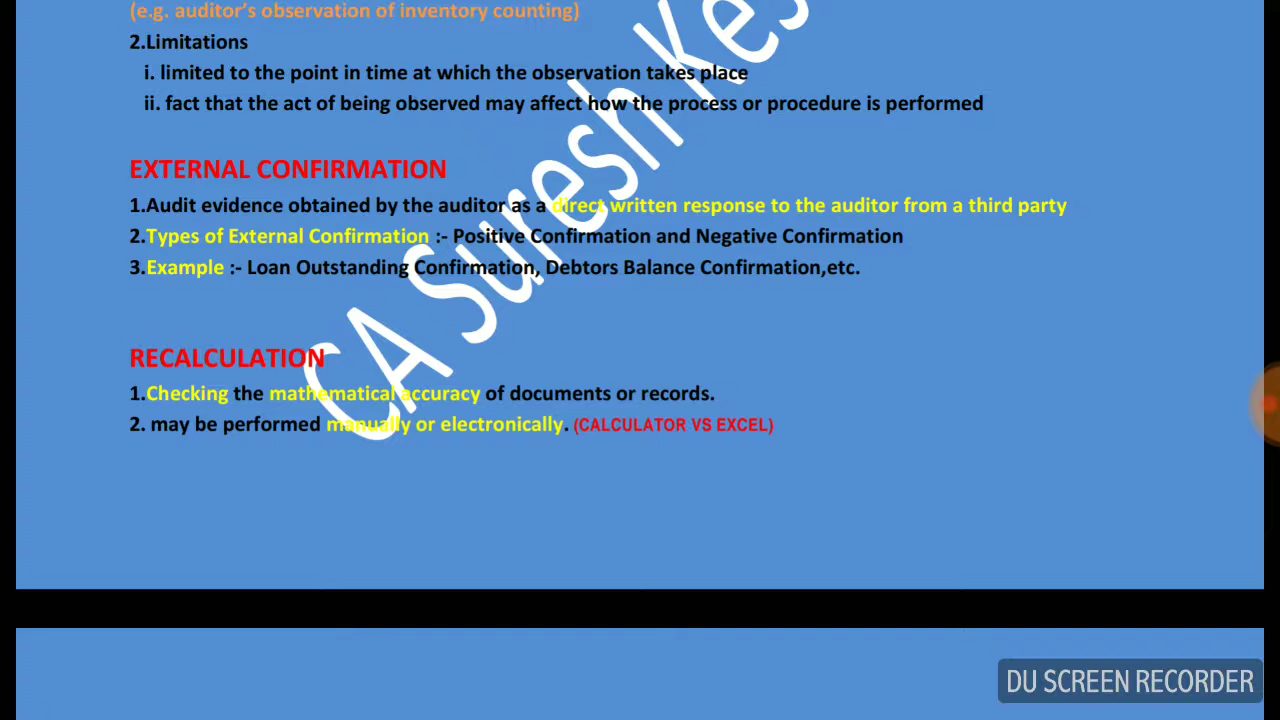 (e.g. auditor's observation of inventory counting)
2.Limitations
i. limited to the point in time at which the observation takes place
ii. fact that the act of being observed may affect how the process or procedure is performed
EXTERNAL CONFIRMATION
1.Audit evidence obtained by the auditor as a direct written response to the auditor from a third party
2.Types of External Confirmation :- Positive Confirmation and Negative Confirmation
3.Example :- Loan Outstanding Confirmation, Debtors Balance Confirmation,etc.
RECALCULATION
1.Checking the mathematical accuracy of documents or records.
2. may be performed manually or electronically. (CALCULATOR VS EXCEL)
CA Suresh
DU SCREEN RECORDER